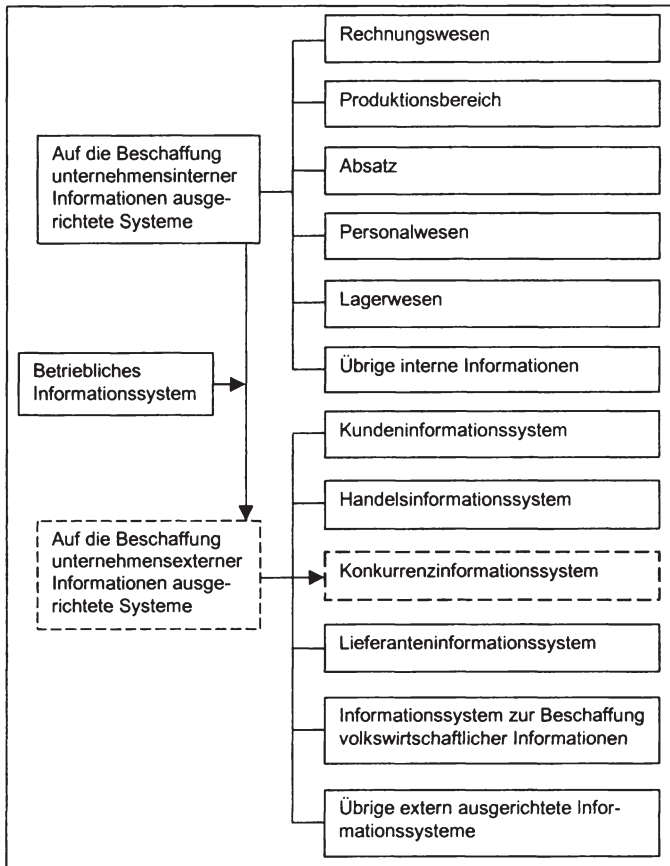 Rechnungswesen
Produktionsbereich
Auf die Beschaffung
unternehmensinterner
Informationen ausge-
richtete Systeme
Absatz
Personalwesen
Lagerwesen
Übrige interne Informationen
Betriebliches
Informationssystem
Kundeninformationssystem
Handelsinformationssystem
Auf die Beschaffung
unternehmensexterner
Informationen ausge-
richtete Systeme
Konkurrenzinformationssystem
Lieferanteninformationssystem
Informationssystem zur Beschaffung
volkswirtschaftlicher Informationen
Übrige extern ausgerichtete Infor-
mationssysteme